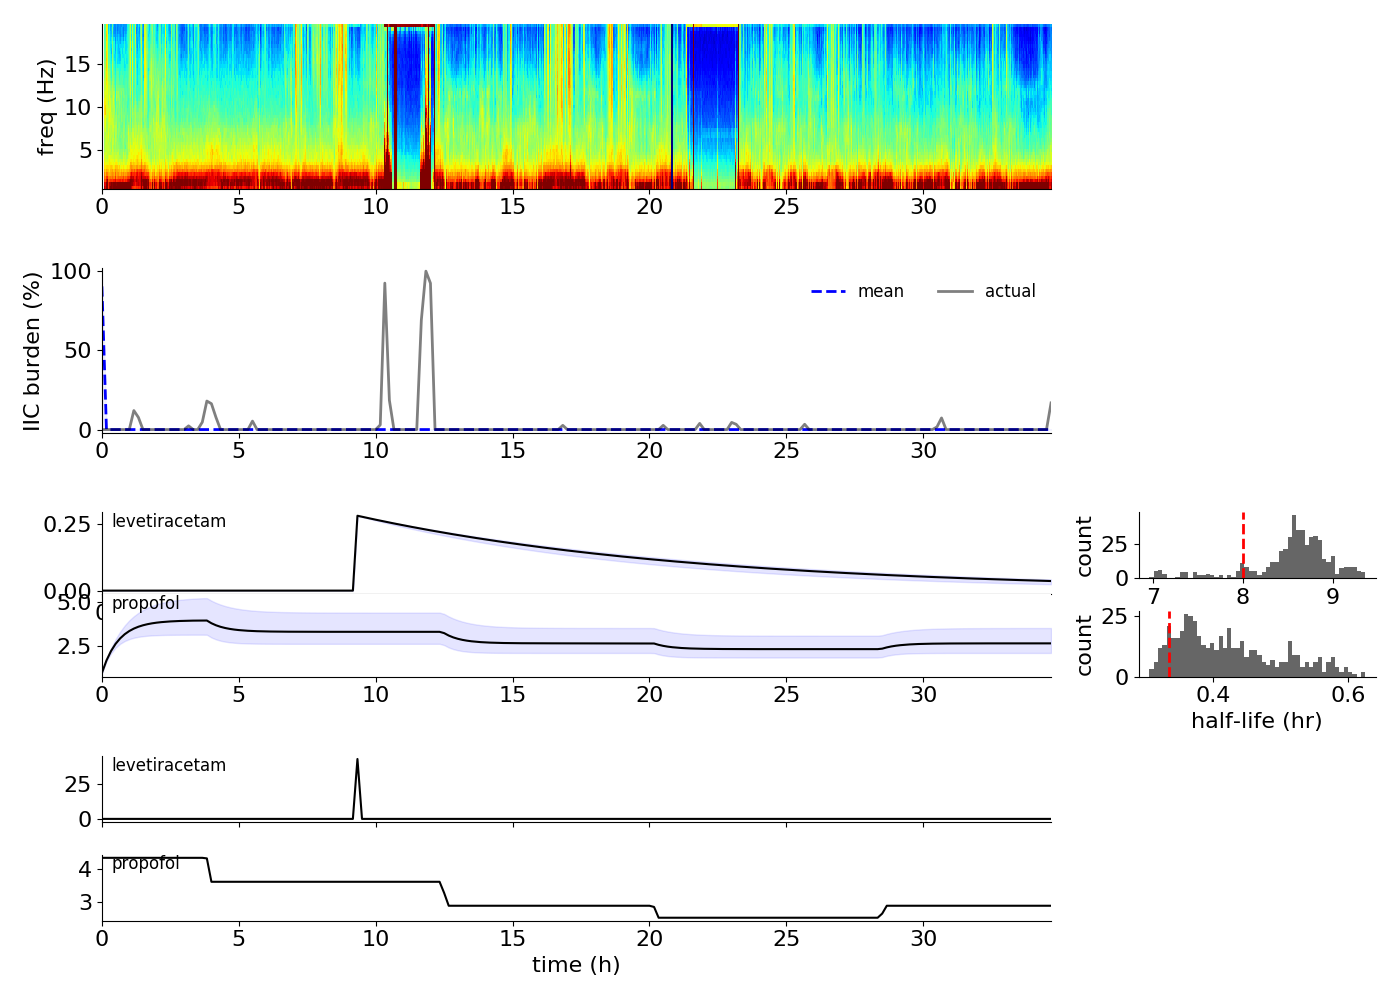 freq (Hz)
15
10
5
0 5 10 15 20 25 30
IIC burden (%)
100
50
0
mean actual
0 5 10 15 20 25 30
levetiracetam
0.25
0.00
0
count
25
0
7 8 9
propofol
5.0
2.5
0 5 10 15 20 25 30
count
25
0
0.4 0.6
half-life (hr)
levetiracetam
25
0
propofol
4
3
0 5 10 15 20 25 30
time (h)